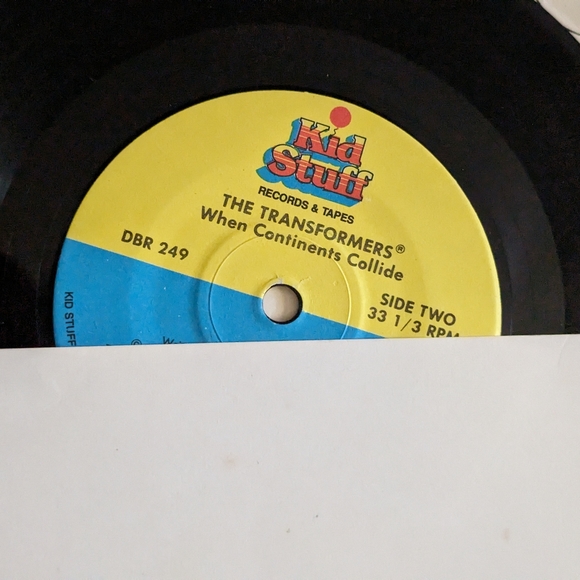 Kid
Stuff
RECORDS & TAPES
THE TRANSFORMERS®
When Continents Collide
DBR 249
SIDE TWO
33 1/3 RPM
KID STUFF
©